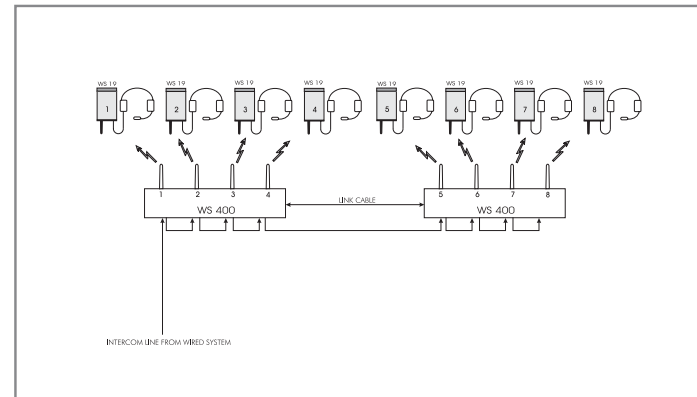 WS 19 WS 19 WS 19 WS 19 WS 19 WS 19 WS 19 WS 19
1 2 3 4 5 6 7 8
1 2 3 4 5 6 7 8
WS 400 LINK CABLE WS 400
INTERCOM LINE FROM WIRED SYSTEM